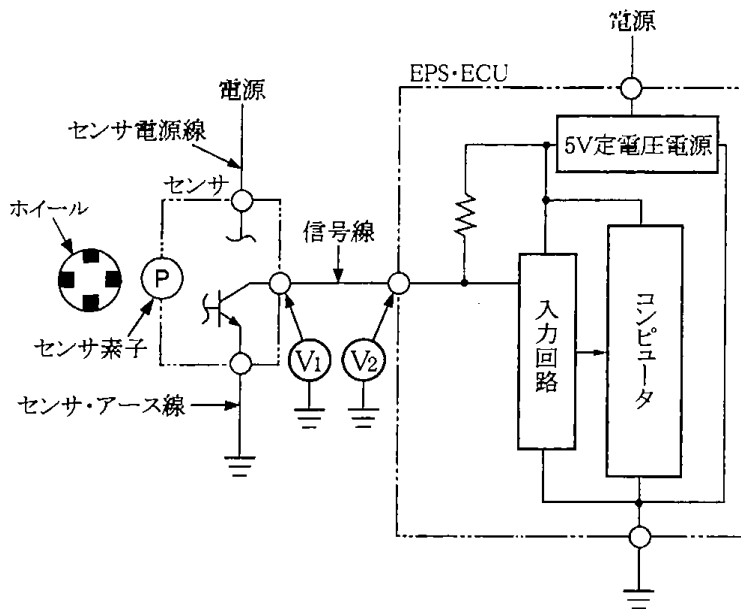 電源
EPS・ECU
電源
センサ電源線
5V定電圧電源
センサ
ホイール
信号線
P
コンピュータ
入力回路
センサ素子
V1
V2
センサ・アース線